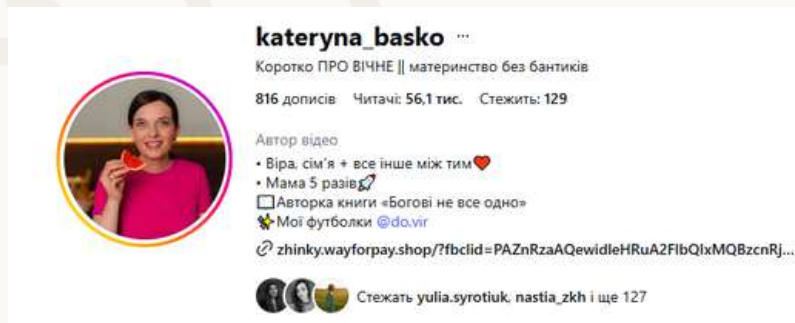 kateryna_basko ...
Коротко ПРО ВІЧНЕ || материнство без бантиків
816 дописів Читачі: 56,1 тис. Стежить: 129
Автор відео
• Віра, сім'я + все інше між тим❤️
• Мама 5 разів🚀
Авторка книги «Богові не все одно»
✨Мої футболки @do.vir
zhinky.wayforpay.shop/?fbclid=PAZnRzaAQewidleHRuA2FlbQIxMQBzcnRj...
Стежать yulia.syrotiuk, nastia_zkh і ще 127